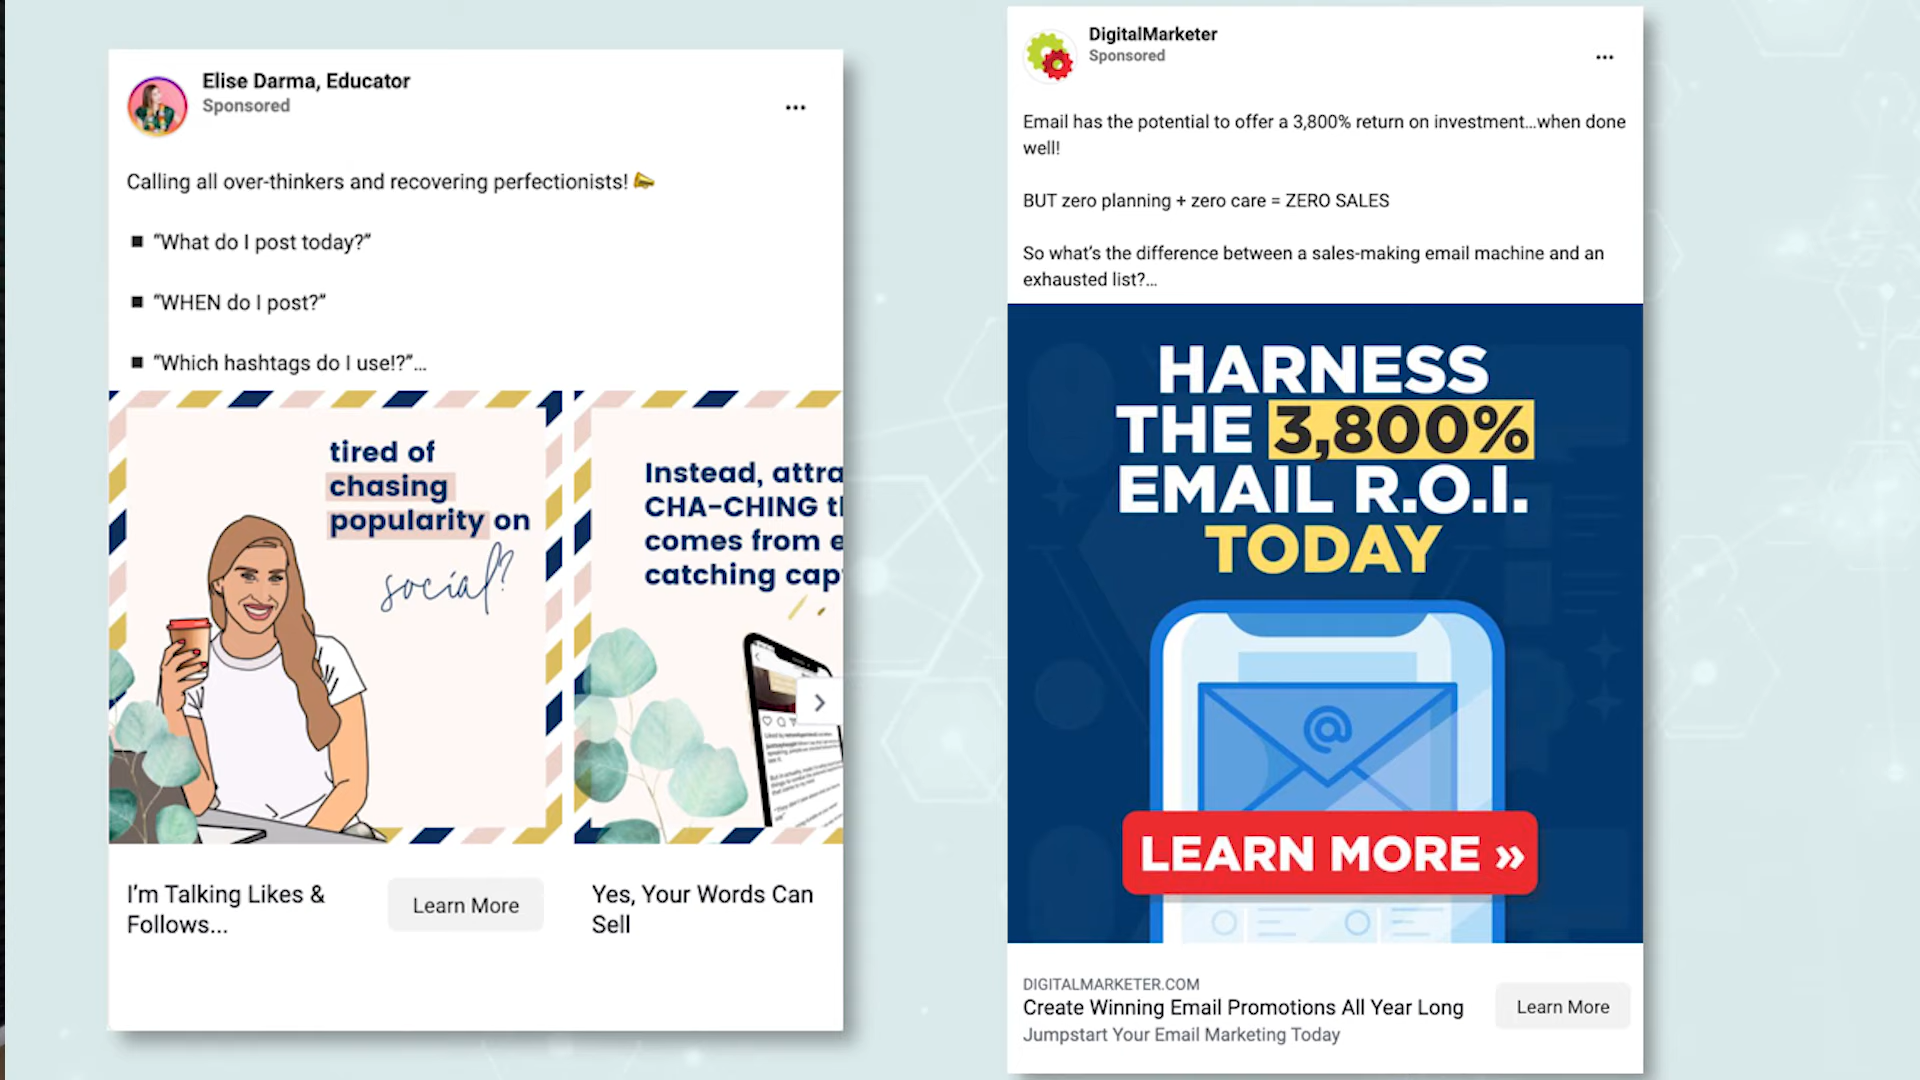 Elise Darma, Educator
Sponsored
Calling all over-thinkers and recovering perfectionists!
"What do I post today?"
"WHEN do I post?"
"Which hashtags do I use!?"...
tired of
chasing
popularity on
social?
Instead, attra
CHA-CHING t
comes from e
catching cap
I'm Talking Likes &
Follows...
Learn More
Yes, Your Words Can
Sell
DigitalMarketer
Sponsored
Email has the potential to offer a 3,800% return on investment...when done
well!
BUT zero planning + zero care = ZERO SALES
So what's the difference between a sales-making email machine and an
exhausted list?...
HARNESS
THE 3,800%
EMAIL R.O.I.
TODAY
@
LEARN MORE »
DIGITALMARKETER.COM
Create Winning Email Promotions All Year Long
Jumpstart Your Email Marketing Today
Learn More